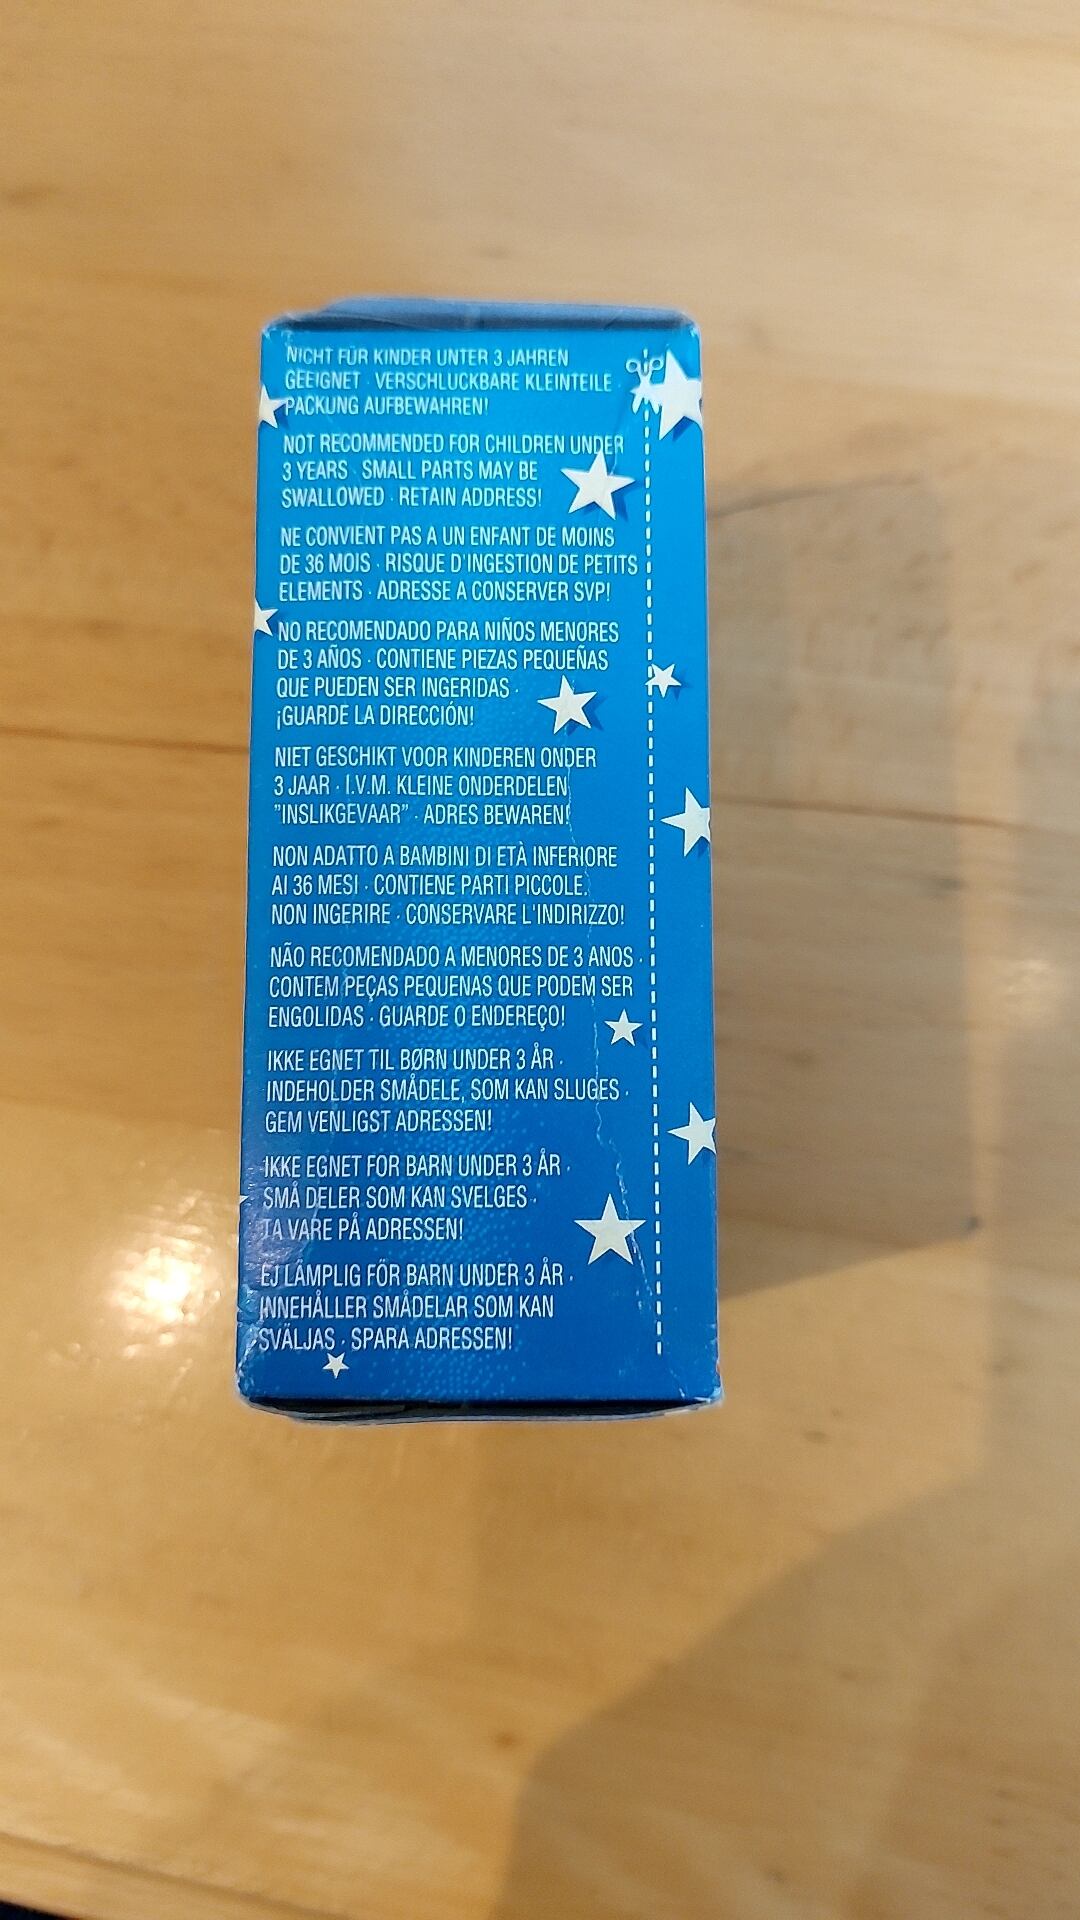 NICHT FÜR KINDER UNTER 3 JAHREN
GEEIGNET · VERSCHLUCKBARE KLEINTEILE ·
PACKUNG AUFBEWAHREN!
NOT RECOMMENDED FOR CHILDREN UNDER
3 YEARS · SMALL PARTS MAY BE
SWALLOWED · RETAIN ADDRESS!
NE CONVIENT PAS A UN ENFANT DE MOINS
DE 36 MOIS · RISQUE D'INGESTION DE PETITS
ELEMENTS · ADRESSE A CONSERVER SVP!
NO RECOMENDADO PARA NIÑOS MENORES
DE 3 AÑOS · CONTIENE PIEZAS PEQUEÑAS
QUE PUEDEN SER INGERIDAS ·
¡GUARDE LA DIRECCIÓN!
NIET GESCHIKT VOOR KINDEREN ONDER
3 JAAR · I.V.M. KLEINE ONDERDELEN
"INSLIKGEVAAR" · ADRES BEWAREN!
NON ADATTO A BAMBINI DI ETÀ INFERIORE
AI 36 MESI · CONTIENE PARTI PICCOLE.
NON INGERIRE · CONSERVARE L'INDIRIZZO!
NÃO RECOMENDADO A MENORES DE 3 ANOS ·
CONTEM PEÇAS PEQUENAS QUE PODEM SER
ENGOLIDAS · GUARDE O ENDEREÇO!
IKKE EGNET TIL BØRN UNDER 3 ÅR ·
INDEHOLDER SMÅDELE, SOM KAN SLUGES ·
GEM VENLIGST ADRESSEN!
IKKE EGNET FOR BARN UNDER 3 ÅR ·
SMÅ DELER SOM KAN SVELGES ·
TA VARE PÅ ADRESSEN!
EJ LÄMPLIG FÖR BARN UNDER 3 ÅR ·
INNEHÅLLER SMÅDELAR SOM KAN
SVÄLJAS · SPARA ADRESSEN!